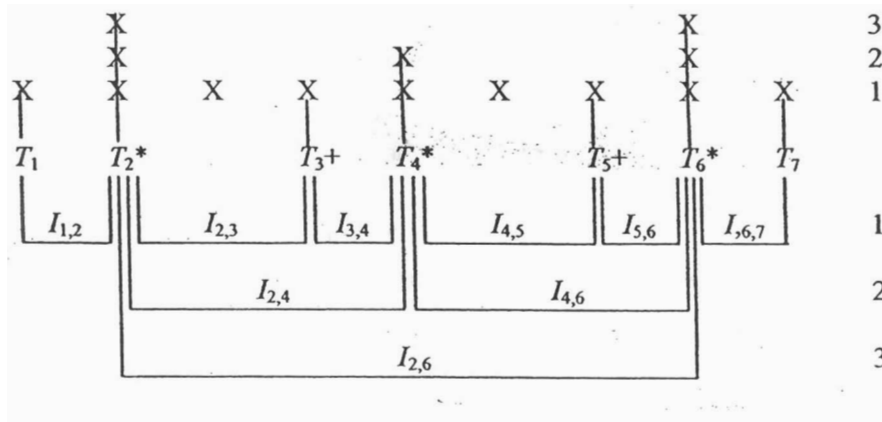 X X 3
X X X 2
X X X X X X X X X 1
T₁ T₂* T₃+ T₄* T₅+ T₆* T₇
I₁,₂ I₂,₃ I₃,₄ I₄,₅ I₅,₆ I,₆,₇ 1
I₂,₄ I₄,₆ 2
I₂,₆ 3